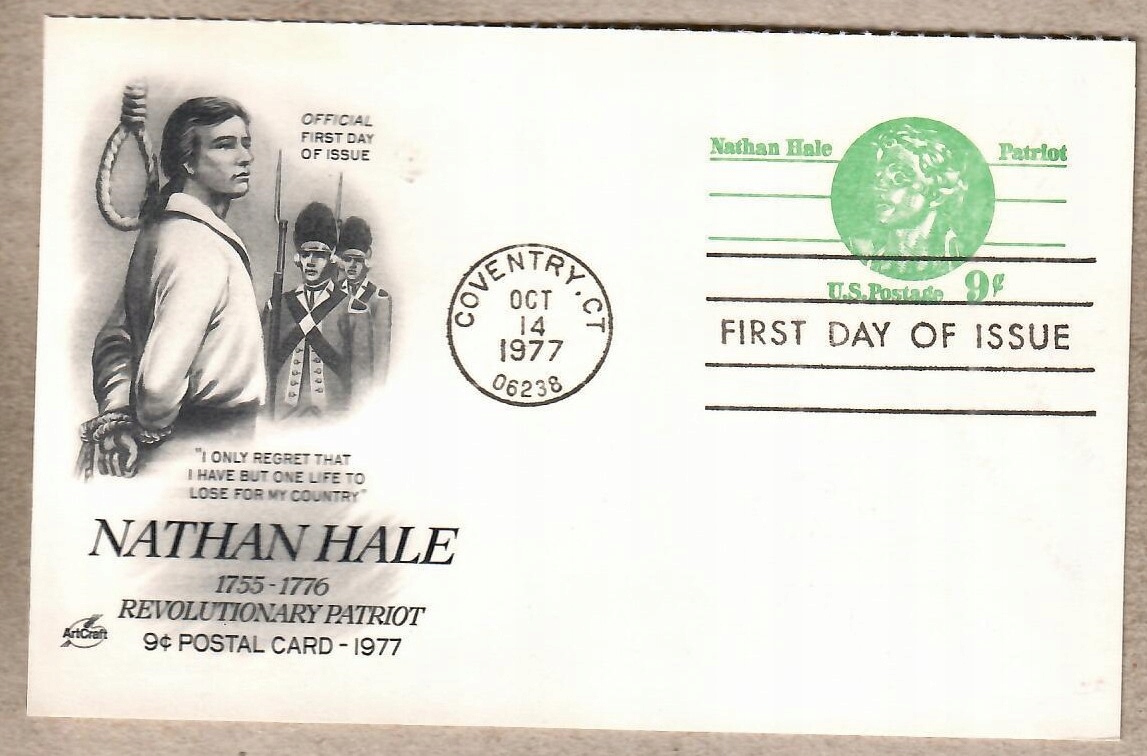 OFFICIAL
FIRST DAY
OF ISSUE
Nathan Hale Patriot
U.S. Postage 9¢
COVENTRY, CT
OCT
14
1977
06238
FIRST DAY OF ISSUE
"I ONLY REGRET THAT
I HAVE BUT ONE LIFE TO
LOSE FOR MY COUNTRY"
NATHAN HALE
1755-1776
REVOLUTIONARY PATRIOT
ArtCraft
9¢ POSTAL CARD - 1977